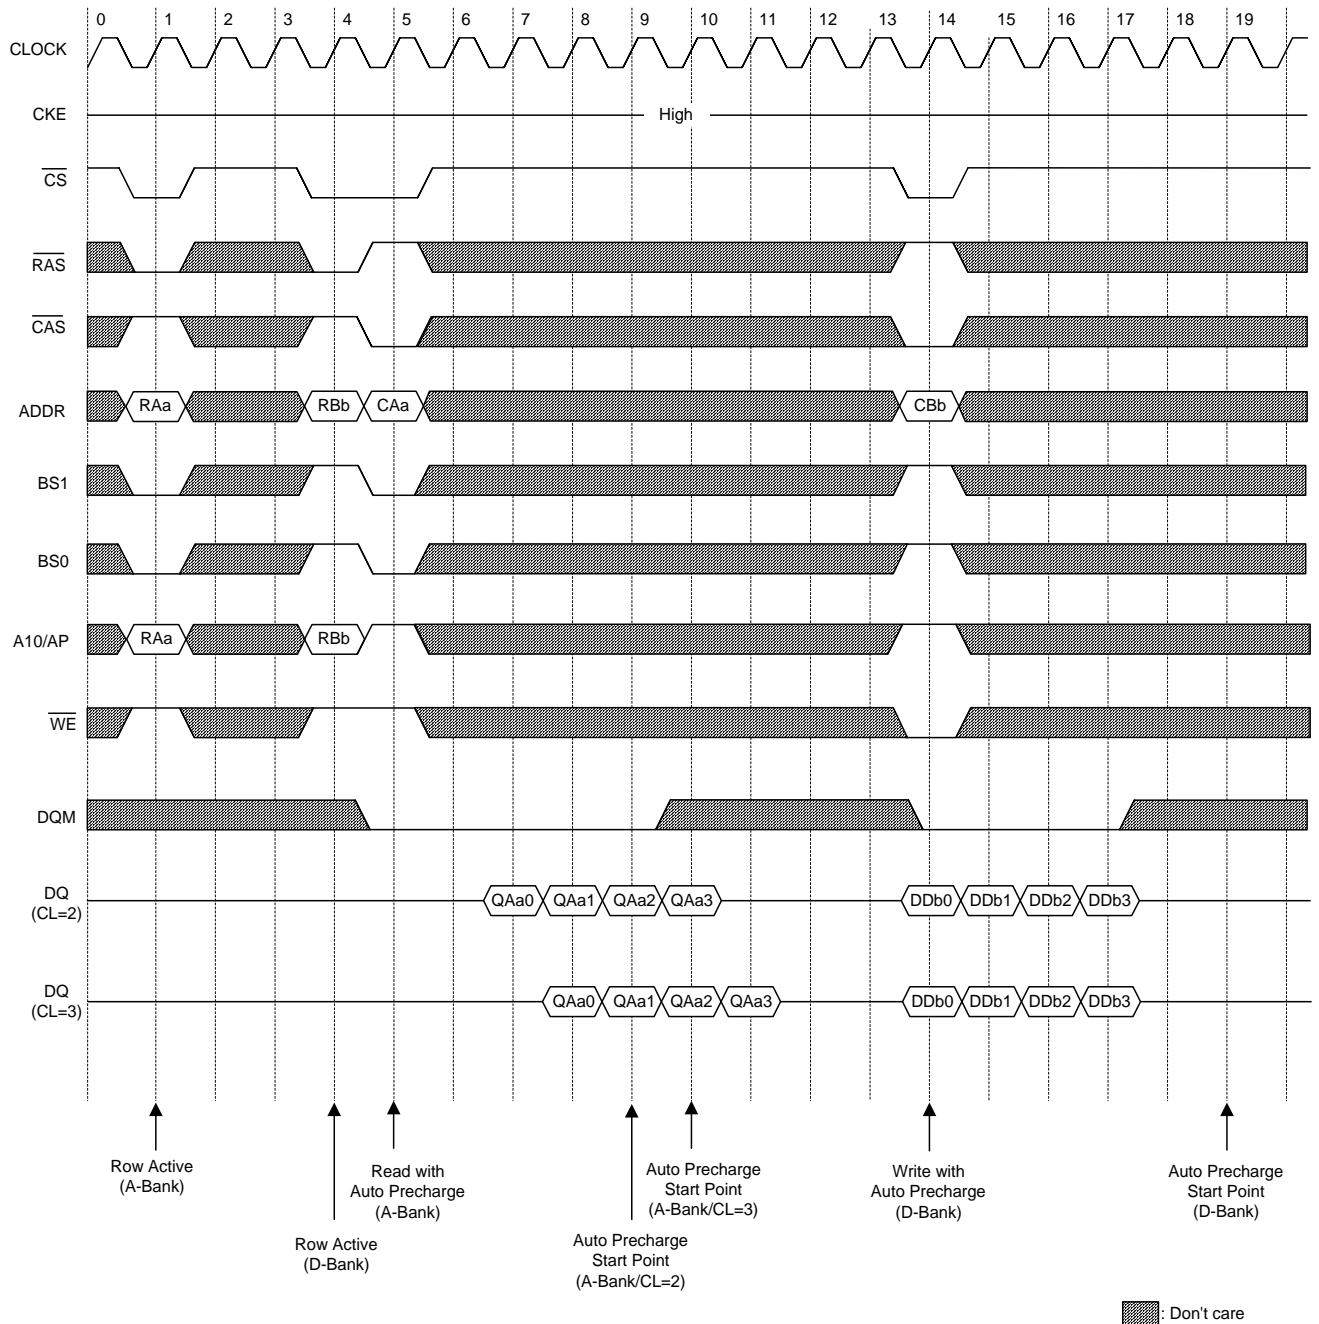 0 1 2 3 4 5 6 7 8 9 10 11 12 13 14 15 16 17 18 19
CLOCK
CKE High
CS
RAS
CAS
ADDR RAa RBb CAa CBb
BS1
BS0
A10/AP RAa RBb
WE
DQM
DQ
(CL=2)
QAa0 QAa1 QAa2 QAa3 DDb0 DDb1 DDb2 DDb3
DQ
(CL=3)
QAa0 QAa1 QAa2 QAa3 DDb0 DDb1 DDb2 DDb3
Row Active
(A-Bank)
Row Active
(D-Bank)
Read with
Auto Precharge
(A-Bank)
Auto Precharge
Start Point
(A-Bank/CL=2)
Auto Precharge
Start Point
(A-Bank/CL=3)
Write with
Auto Precharge
(D-Bank)
Auto Precharge
Start Point
(D-Bank)
: Don't care